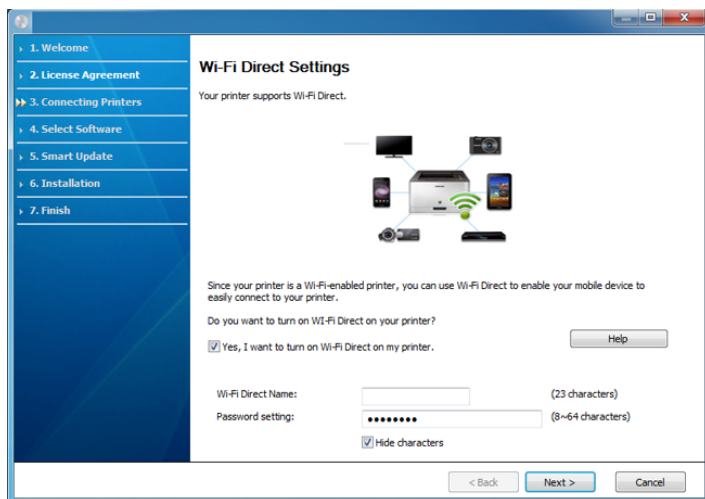 1. Welcome
2. License Agreement
3. Connecting Printers
4. Select Software
5. Smart Update
6. Installation
7. Finish
Wi-Fi Direct Settings
Your printer supports Wi-Fi Direct.
Since your printer is a Wi-Fi-enabled printer, you can use Wi-Fi Direct to enable your mobile device to
easily connect to your printer.
Do you want to turn on WI-Fi Direct on your printer?
Yes, I want to turn on Wi-Fi Direct on my printer.
Help
Wi-Fi Direct Name: (23 characters)
Password setting: •••••••• (8~64 characters)
Hide characters
< Back Next > Cancel